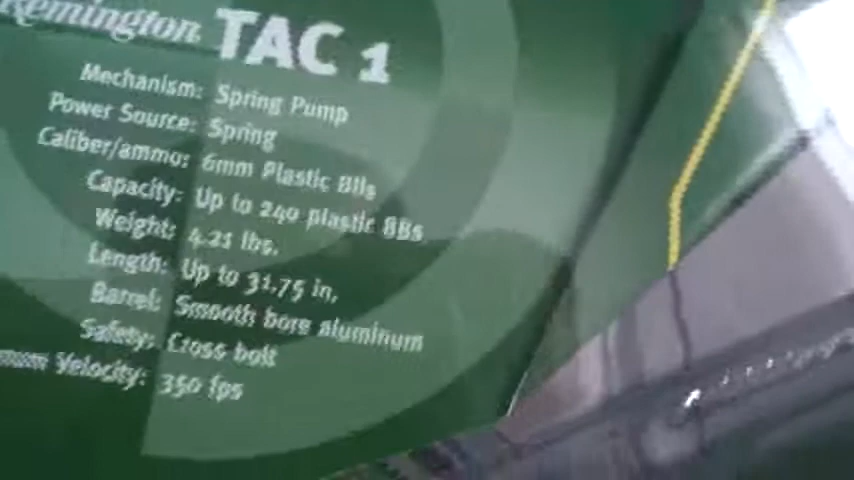 Remington TAC 1
Mechanism: Spring Pump
Power Source: Spring
Caliber/ammo: 6mm Plastic BBs
Capacity: Up to 240 plastic BBs
Weight: 4.21 lbs.
Length: Up to 31.75 in,
Barrel: Smooth bore aluminum
Safety: Cross bolt
mum Velocity: 350 fps